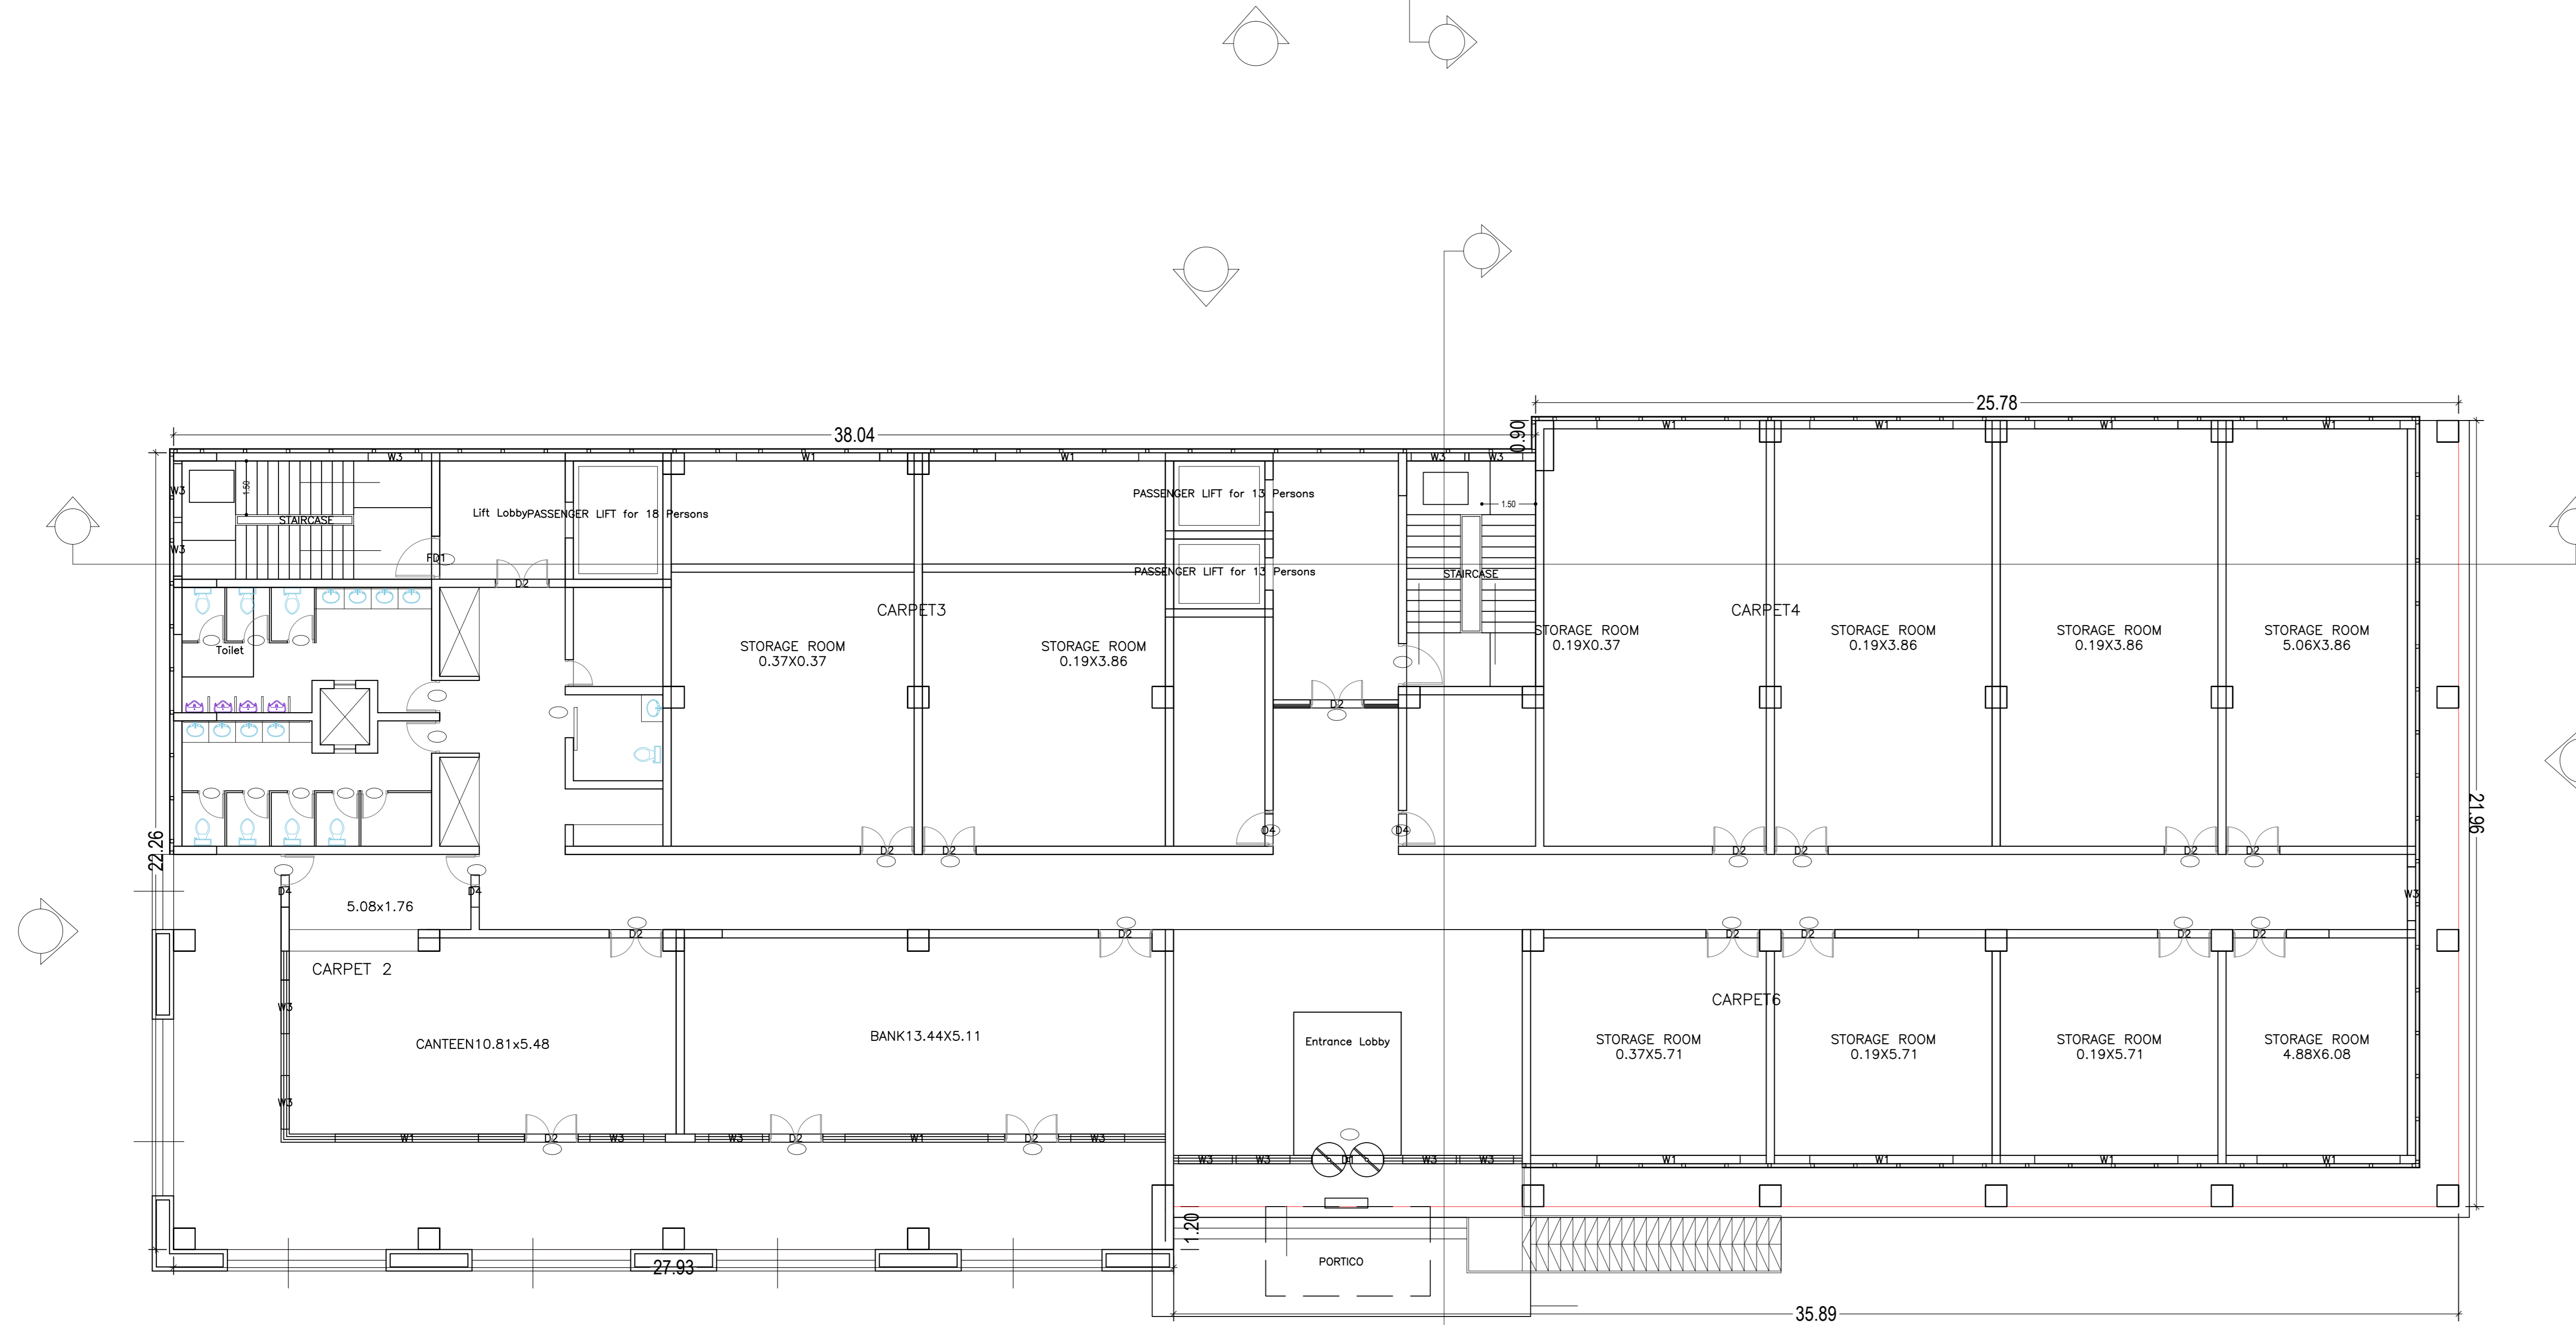 25.78
38.04
0.90
W1
W1
W1
W1
W3
W1
W1
W3
W3
W3
1.50
STAIRCASE
Lift Lobby
PASSENGER LIFT for 18 Persons
PASSENGER LIFT for 13 Persons
1.50
W3
FD1
D2
PASSENGER LIFT for 13 Persons
STAIRCASE
CARPET3
CARPET4
Toilet
STORAGE ROOM
0.37X0.37
STORAGE ROOM
0.19X3.86
STORAGE ROOM
0.19X0.37
STORAGE ROOM
0.19X3.86
STORAGE ROOM
0.19X3.86
STORAGE ROOM
5.06X3.86
D2
22.26
21.96
D4
D4
D2
D2
D2
D2
D2
D2
D4
D4
W3
5.08x1.76
D2
D2
D2
D2
D2
D2
CARPET 2
CARPET6
W3
CANTEEN10.81x5.48
BANK13.44X5.11
Entrance Lobby
STORAGE ROOM
0.37X5.71
STORAGE ROOM
0.19X5.71
STORAGE ROOM
0.19X5.71
STORAGE ROOM
4.88X6.08
W3
W1
D2
W3
W3
D2
W1
D2
W3
W3
W3
D1
W3
W3
W1
W1
W1
W1
1.20
PORTICO
27.93
35.89